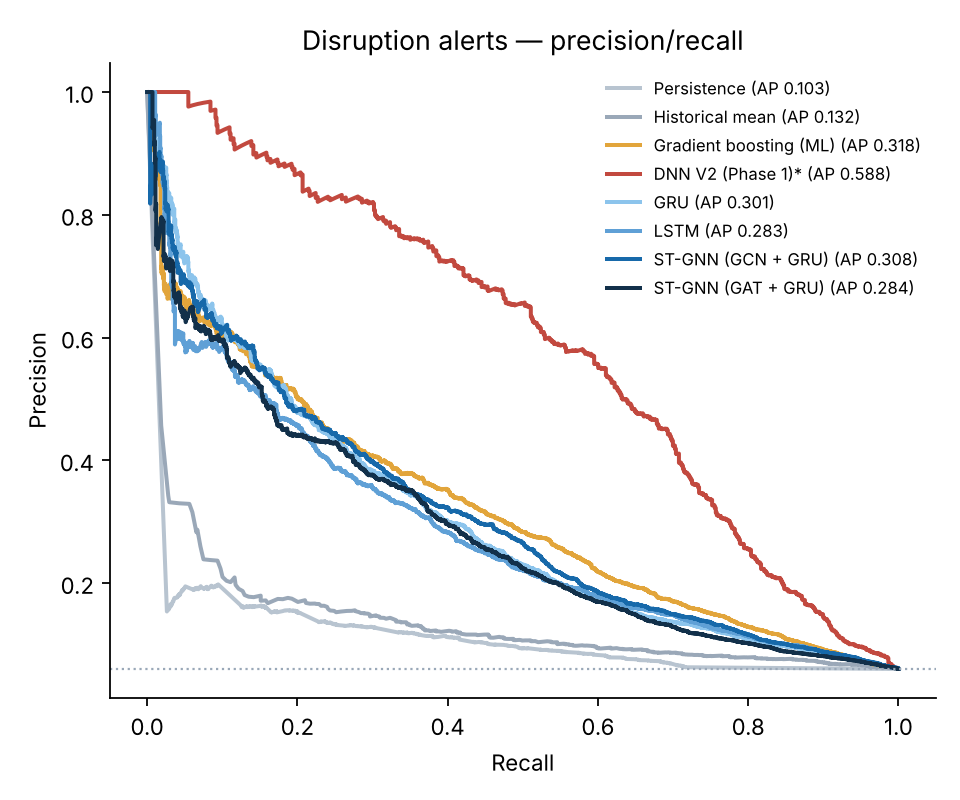 Disruption alerts — precision/recall
Persistence (AP 0.103)
Historical mean (AP 0.132)
Gradient boosting (ML) (AP 0.318)
DNN V2 (Phase 1)* (AP 0.588)
GRU (AP 0.301)
LSTM (AP 0.283)
ST-GNN (GCN + GRU) (AP 0.308)
ST-GNN (GAT + GRU) (AP 0.284)
Precision
1.0
0.8
0.6
0.4
0.2
0.0 0.2 0.4 0.6 0.8 1.0
Recall